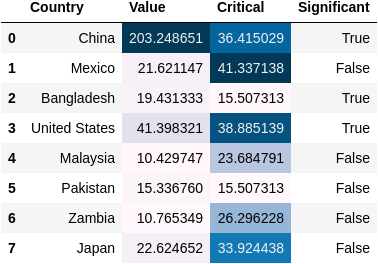 Country Value Critical Significant
0 China 203.248651 36.415029 True
1 Mexico 21.621147 41.337138 False
2 Bangladesh 19.431333 15.507313 True
3 United States 41.398321 38.885139 True
4 Malaysia 10.429747 23.684791 False
5 Pakistan 15.336760 15.507313 False
6 Zambia 10.765349 26.296228 False
7 Japan 22.624652 33.924438 False